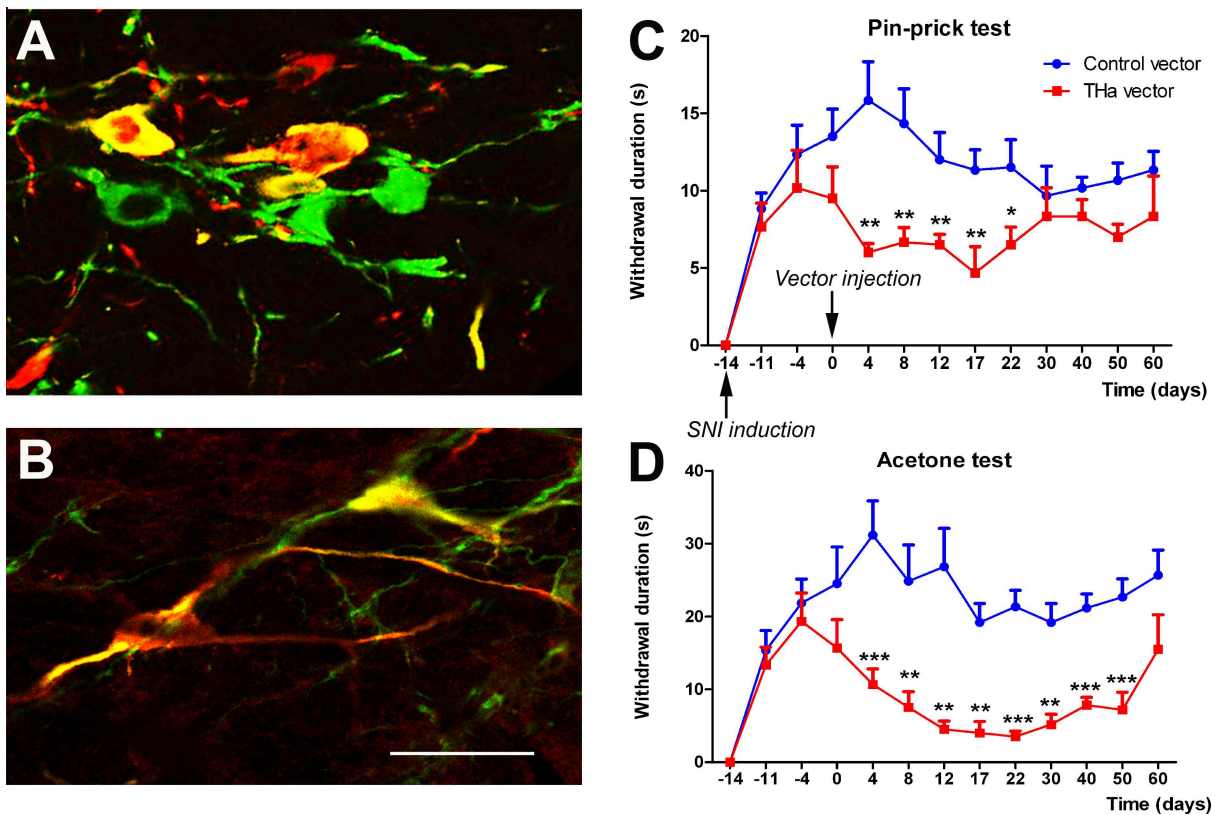 A
B
C
Pin-prick test
Control vector
THa vector
Withdrawal duration (s)
20
15
10
5
0
** ** ** ** *
Vector injection
-14 -11 -4 0 4 8 12 17 22 30 40 50 60
Time (days)
SNI induction
D
Acetone test
Withdrawal duration (s)
40
30
20
10
0
*** ** ** ** *** ** *** ***
-14 -11 -4 0 4 8 12 17 22 30 40 50 60
Time (days)